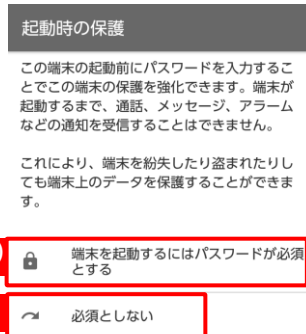 起動時の保護
この端末の起動前にパスワードを入力するこ
とでこの端末の保護を強化できます。端末が
起動するまで、通話、メッセージ、アラーム
などの通知を受信することはできません。
これにより、端末を紛失したり盗まれたりし
ても端末上のデータを保護することができま
す。
端末を起動するにはパスワードが必須
とする
必須としない